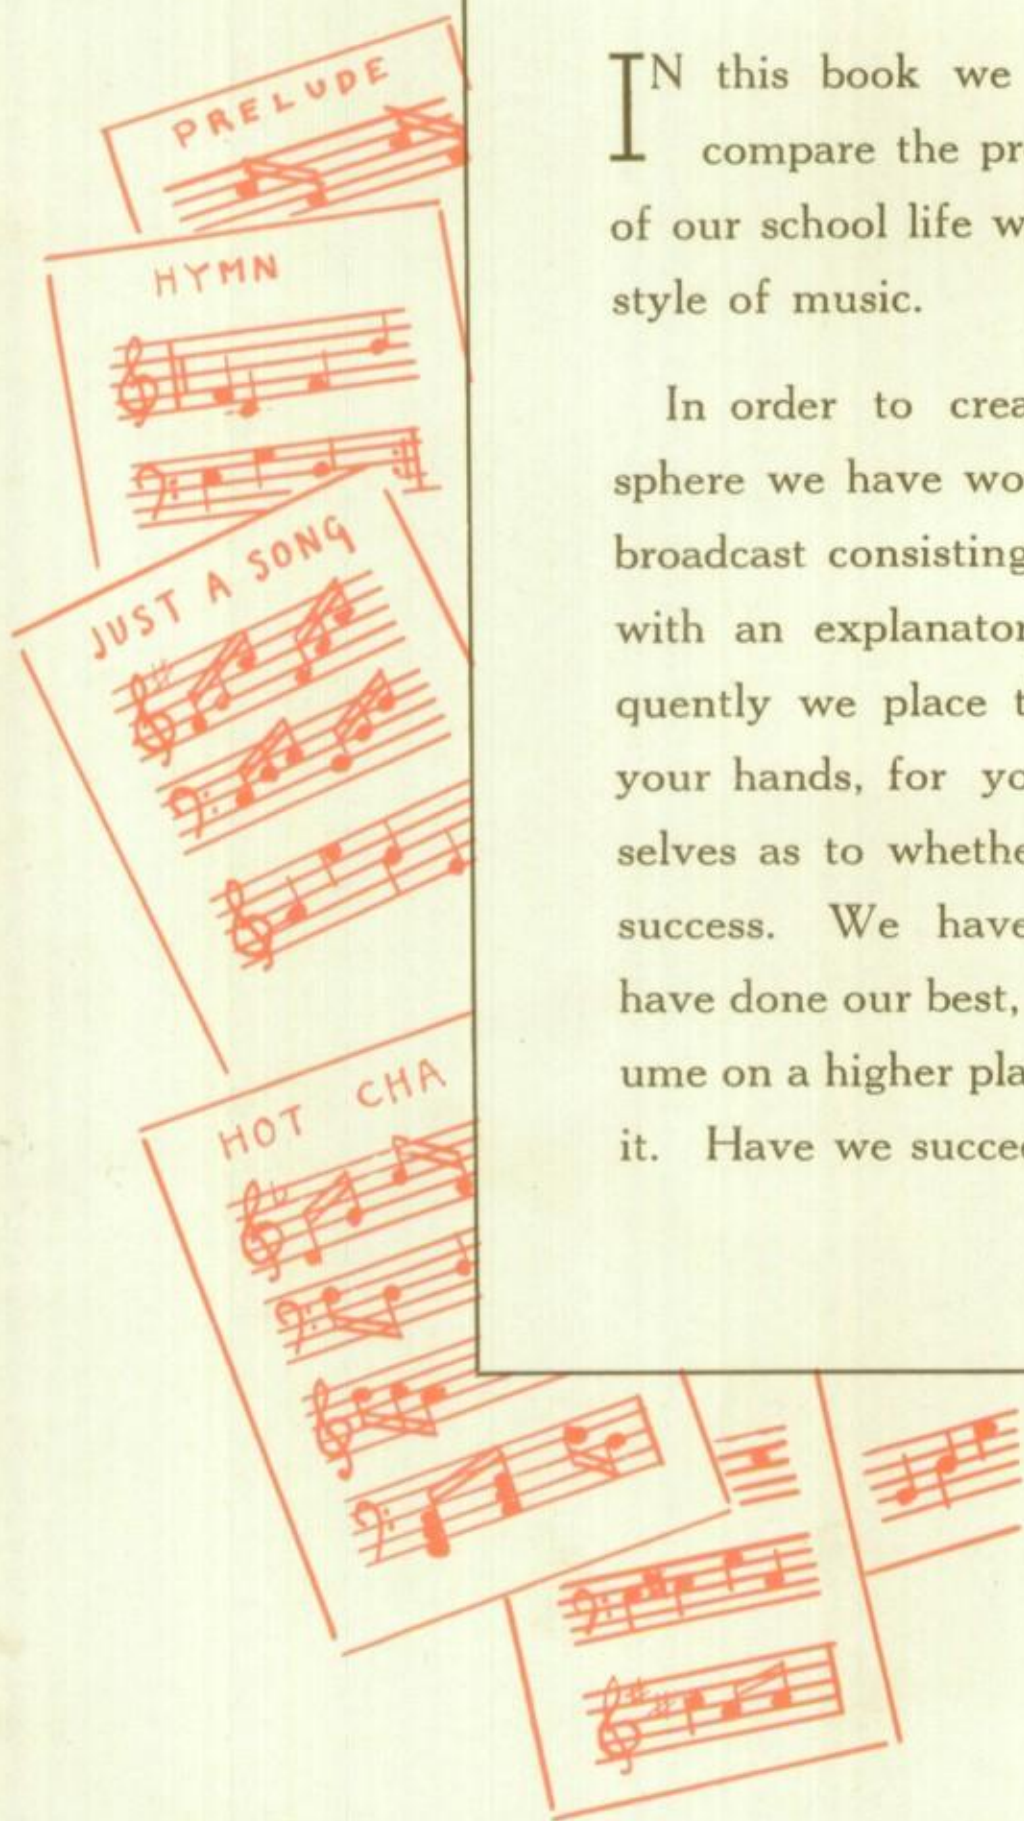 PRELUDE
HYMN
JUST A SONG
HOT CHA
IN this book we
compare the pr
of our school life w
style of music.
In order to crea
sphere we have wo
broadcast consisting
with an explanator
quently we place t
your hands, for yo
selves as to whethe
success. We have
have done our best,
ume on a higher pla
it. Have we succee